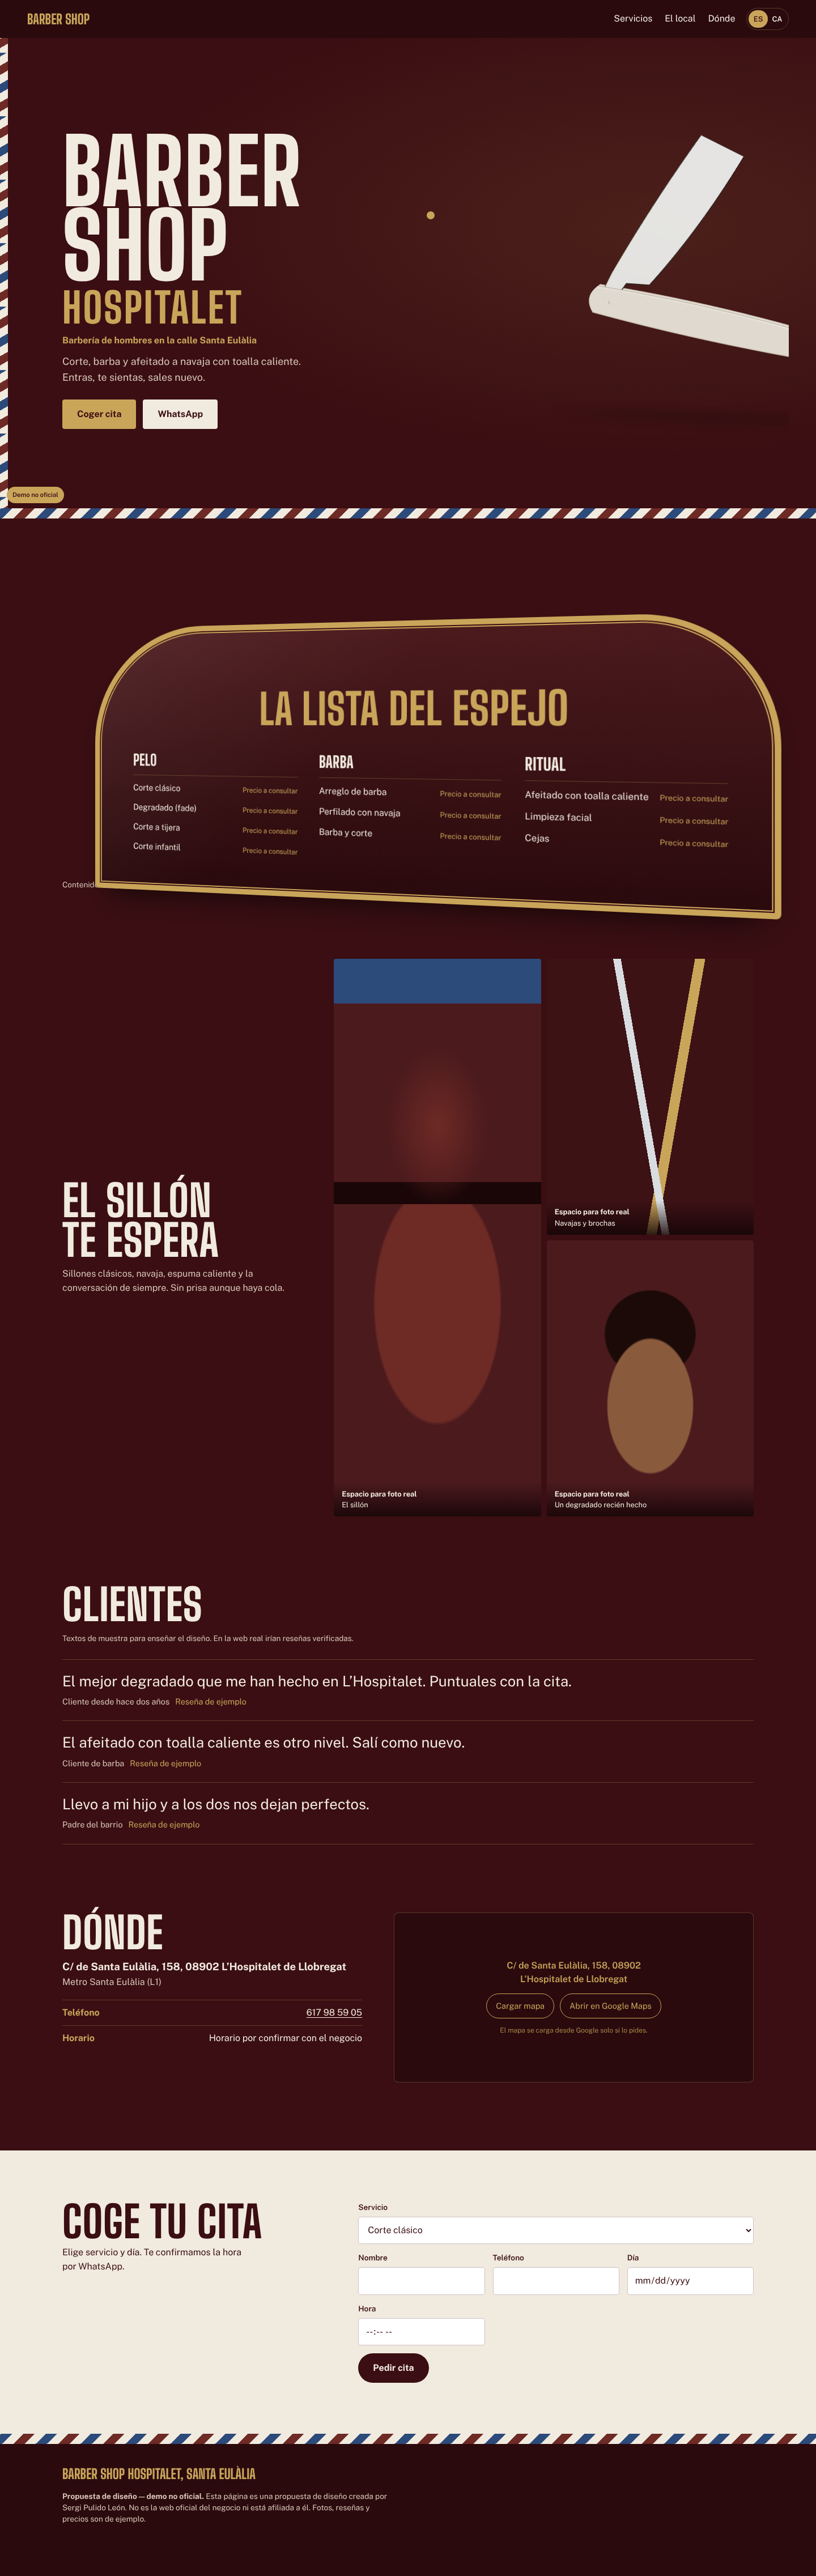 BARBER SHOP
Servicios
El local
Dónde
ES
CA
BARBER
SHOP
HOSPITALET
Barbería de hombres en la calle Santa Eulàlia
Corte, barba y afeitado a navaja con toalla caliente.
Entras, te sientas, sales nuevo.
Coger cita
WhatsApp
Demo no oficial
LA LISTA DEL ESPEJO
PELO
Corte clásico Precio a consultar
Degradado (fade) Precio a consultar
Corte a tijera Precio a consultar
Corte infantil Precio a consultar
BARBA
Arreglo de barba Precio a consultar
Perfilado con navaja Precio a consultar
Barba y corte Precio a consultar
RITUAL
Afeitado con toalla caliente Precio a consultar
Limpieza facial Precio a consultar
Cejas Precio a consultar
EL SILLÓN
TE ESPERA
Sillones clásicos, navaja, espuma caliente y la
conversación de siempre. Sin prisa aunque haya cola.
Espacio para foto real
El sillón
Espacio para foto real
Navajas y brochas
Espacio para foto real
Un degradado recién hecho
CLIENTES
Textos de muestra para enseñar el diseño. En la web real irían reseñas verificadas.
El mejor degradado que me han hecho en L’Hospitalet. Puntuales con la cita.
Cliente desde hace dos años Reseña de ejemplo
El afeitado con toalla caliente es otro nivel. Salí como nuevo.
Cliente de barba Reseña de ejemplo
Llevo a mi hijo y a los dos nos dejan perfectos.
Padre del barrio Reseña de ejemplo
DÓNDE
C/ de Santa Eulàlia, 158, 08902 L’Hospitalet de Llobregat
Metro Santa Eulàlia (L1)
Teléfono 617 98 59 05
Horario Horario por confirmar con el negocio
C/ de Santa Eulàlia, 158, 08902
L’Hospitalet de Llobregat
Cargar mapa
Abrir en Google Maps
El mapa se carga desde Google solo si lo pides.
COGE TU CITA
Elige servicio y día. Te confirmamos la hora
por WhatsApp.
Servicio
Corte clásico
Nombre
Teléfono
Día
mm/dd/yyyy
Hora
--:-- --
Pedir cita
BARBER SHOP HOSPITALET, SANTA EULÀLIA
Propuesta de diseño — demo no oficial. Esta página es una propuesta de diseño creada por
Sergi Pulido León. No es la web oficial del negocio ni está afiliada a él. Fotos, reseñas y
precios son de ejemplo.